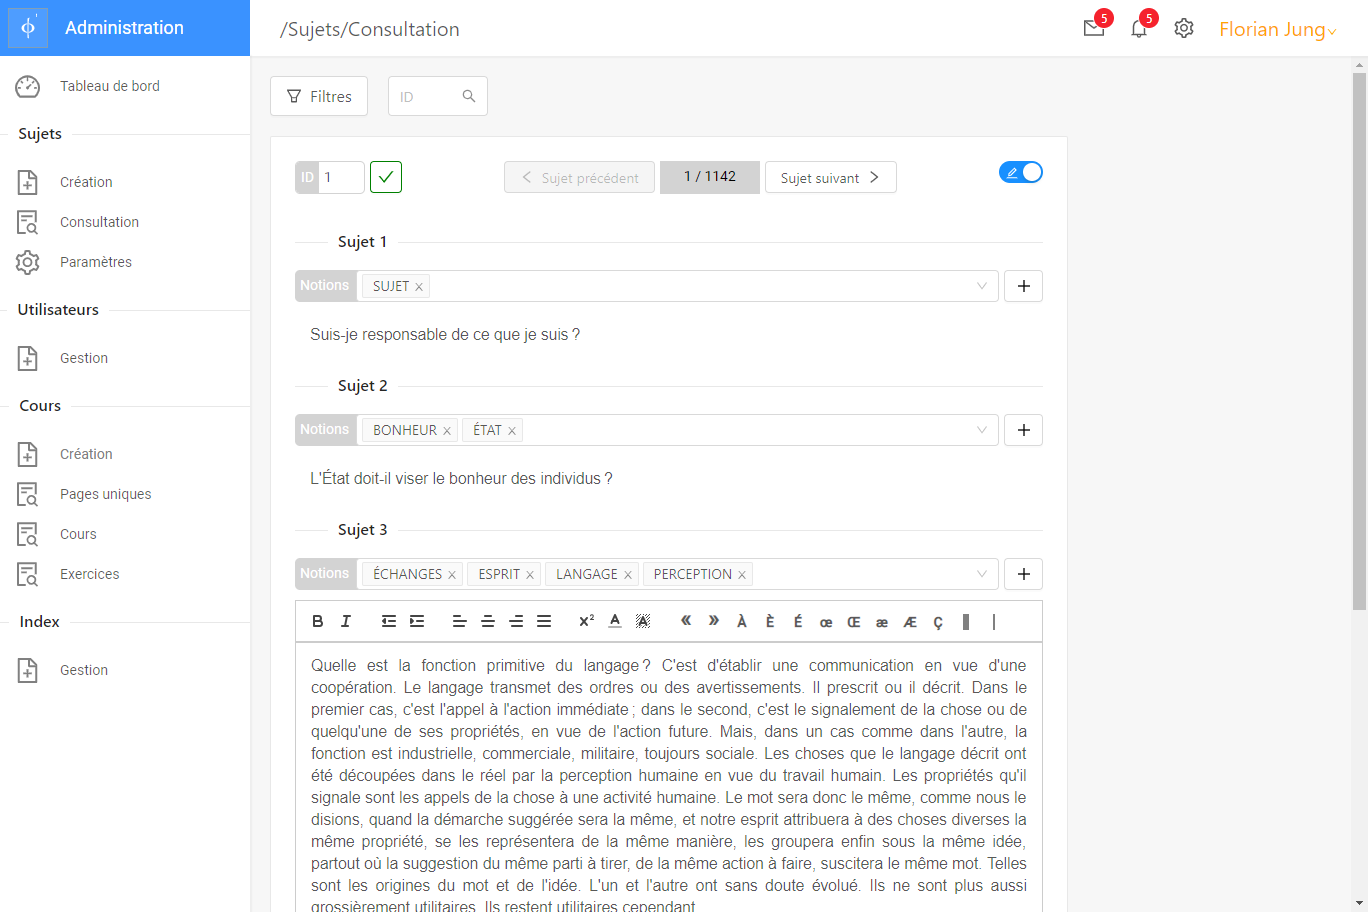 ϕ' Administration
/Sujets/Consultation
5
5
Florian Jung
Tableau de bord
Sujets
Création
Consultation
Paramètres
Utilisateurs
Gestion
Cours
Création
Pages uniques
Cours
Exercices
Index
Gestion
Filtres
ID
ID 1
Sujet précédent
1 / 1142
Sujet suivant
Sujet 1
Notions SUJET x
Suis-je responsable de ce que je suis ?
Sujet 2
Notions BONHEUR x ÉTAT x
L'État doit-il viser le bonheur des individus ?
Sujet 3
Notions ÉCHANGES x ESPRIT x LANGAGE x PERCEPTION x
B I x² A A « » À È É œ Œ æ Æ Ç
Quelle est la fonction primitive du langage ? C'est d'établir une communication en vue d'une
coopération. Le langage transmet des ordres ou des avertissements. Il prescrit ou il décrit. Dans le
premier cas, c'est l'appel à l'action immédiate ; dans le second, c'est le signalement de la chose ou de
quelqu'une de ses propriétés, en vue de l'action future. Mais, dans un cas comme dans l'autre, la
fonction est industrielle, commerciale, militaire, toujours sociale. Les choses que le langage décrit ont
été découpées dans le réel par la perception humaine en vue du travail humain. Les propriétés qu'il
signale sont les appels de la chose à une activité humaine. Le mot sera donc le même, comme nous le
disions, quand la démarche suggérée sera la même, et notre esprit attribuera à des choses diverses la
même propriété, se les représentera de la même manière, les groupera enfin sous la même idée,
partout où la suggestion du même parti à tirer, de la même action à faire, suscitera le même mot. Telles
sont les origines du mot et de l'idée. L'un et l'autre ont sans doute évolué. Ils ne sont plus aussi
grossièrement utilitaires. Ils restent utilitaires cependant.